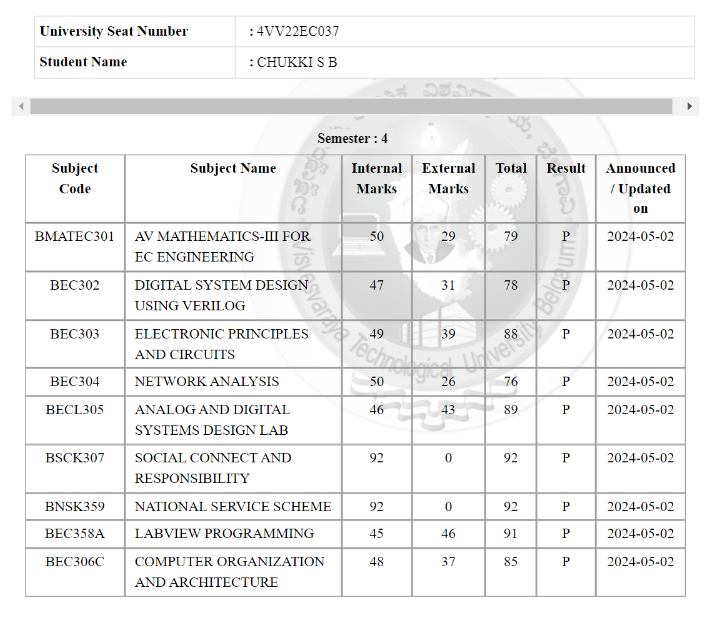 University Seat Number : 4VV22EC037
Student Name : CHUKKI S B
Semester : 4
Subject Code Subject Name Internal Marks External Marks Total Result Announced / Updated on
BMATEC301 AV MATHEMATICS-III FOR EC ENGINEERING 50 29 79 P 2024-05-02
BEC302 DIGITAL SYSTEM DESIGN USING VERILOG 47 31 78 P 2024-05-02
BEC303 ELECTRONIC PRINCIPLES AND CIRCUITS 49 39 88 P 2024-05-02
BEC304 NETWORK ANALYSIS 50 26 76 P 2024-05-02
BECL305 ANALOG AND DIGITAL SYSTEMS DESIGN LAB 46 43 89 P 2024-05-02
BSCK307 SOCIAL CONNECT AND RESPONSIBILITY 92 0 92 P 2024-05-02
BNSK359 NATIONAL SERVICE SCHEME 92 0 92 P 2024-05-02
BEC358A LABVIEW PROGRAMMING 45 46 91 P 2024-05-02
BEC306C COMPUTER ORGANIZATION AND ARCHITECTURE 48 37 85 P 2024-05-02
Visvesvaraya Technological University Belgaum